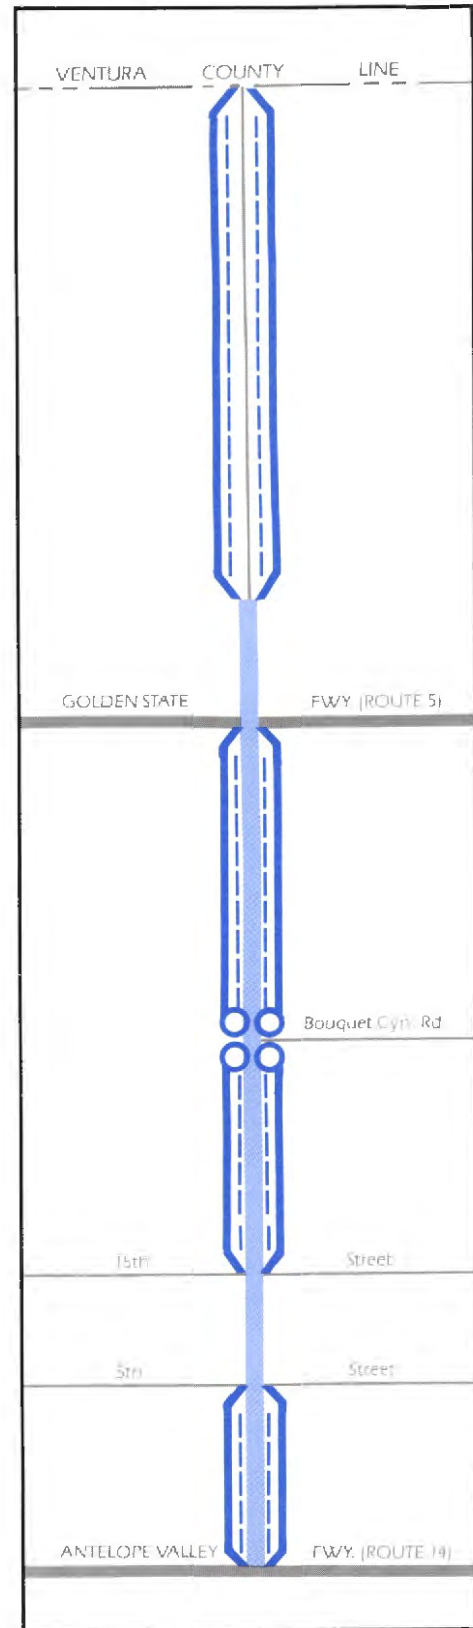 VENTURA COUNTY LINE
GOLDEN STATE FWY. (ROUTE 5)
Bouquet Cyn. Rd.
15th Street
5th Street
ANTELOPE VALLEY FWY. (ROUTE 14)